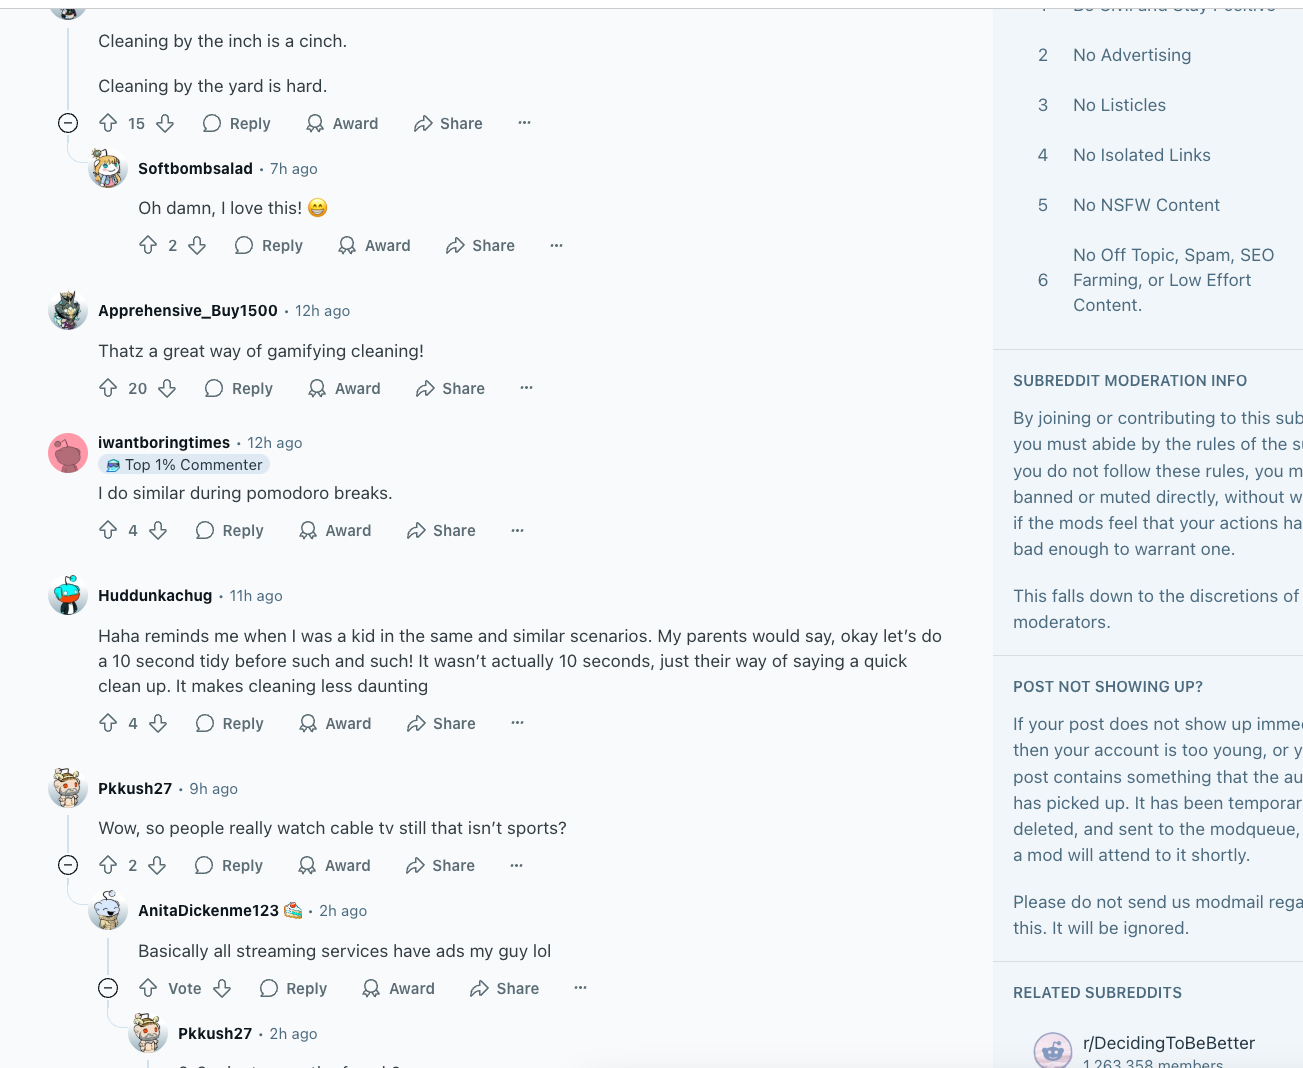 Cleaning by the inch is a cinch.
Cleaning by the yard is hard.
15 Reply Award Share
Softbombsalad • 7h ago
Oh damn, I love this! 😁
2 Reply Award Share
Apprehensive_Buy1500 • 12h ago
Thatz a great way of gamifying cleaning!
20 Reply Award Share
iwantboringtimes • 12h ago
Top 1% Commenter
I do similar during pomodoro breaks.
4 Reply Award Share
Huddunkachug • 11h ago
Haha reminds me when I was a kid in the same and similar scenarios. My parents would say, okay let’s do
a 10 second tidy before such and such! It wasn’t actually 10 seconds, just their way of saying a quick
clean up. It makes cleaning less daunting
4 Reply Award Share
Pkkush27 • 9h ago
Wow, so people really watch cable tv still that isn’t sports?
2 Reply Award Share
AnitaDickenme123 🍰 • 2h ago
Basically all streaming services have ads my guy lol
Vote Reply Award Share
Pkkush27 • 2h ago
2 No Advertising
3 No Listicles
4 No Isolated Links
5 No NSFW Content
No Off Topic, Spam, SEO
6 Farming, or Low Effort
Content.
SUBREDDIT MODERATION INFO
By joining or contributing to this sub
you must abide by the rules of the s
you do not follow these rules, you m
banned or muted directly, without w
if the mods feel that your actions ha
bad enough to warrant one.
This falls down to the discretions of
moderators.
POST NOT SHOWING UP?
If your post does not show up imme
then your account is too young, or y
post contains something that the au
has picked up. It has been temporar
deleted, and sent to the modqueue,
a mod will attend to it shortly.
Please do not send us modmail rega
this. It will be ignored.
RELATED SUBREDDITS
r/DecidingToBeBetter
1,263,358 members